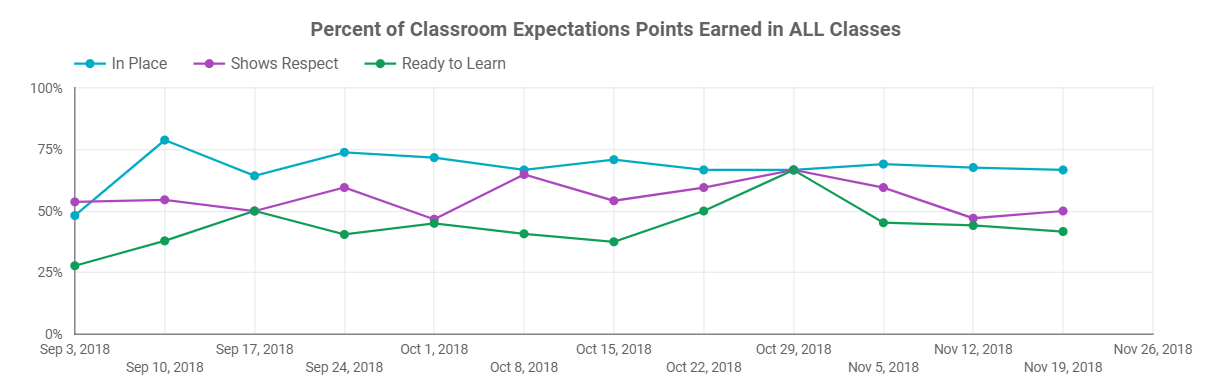 Percent of Classroom Expectations Points Earned in ALL Classes
In Place Shows Respect Ready to Learn
100%
75%
50%
25%
0%
Sep 3, 2018 Sep 17, 2018 Oct 1, 2018 Oct 15, 2018 Oct 29, 2018 Nov 12, 2018 Nov 26, 2018
Sep 10, 2018 Sep 24, 2018 Oct 8, 2018 Oct 22, 2018 Nov 5, 2018 Nov 19, 2018